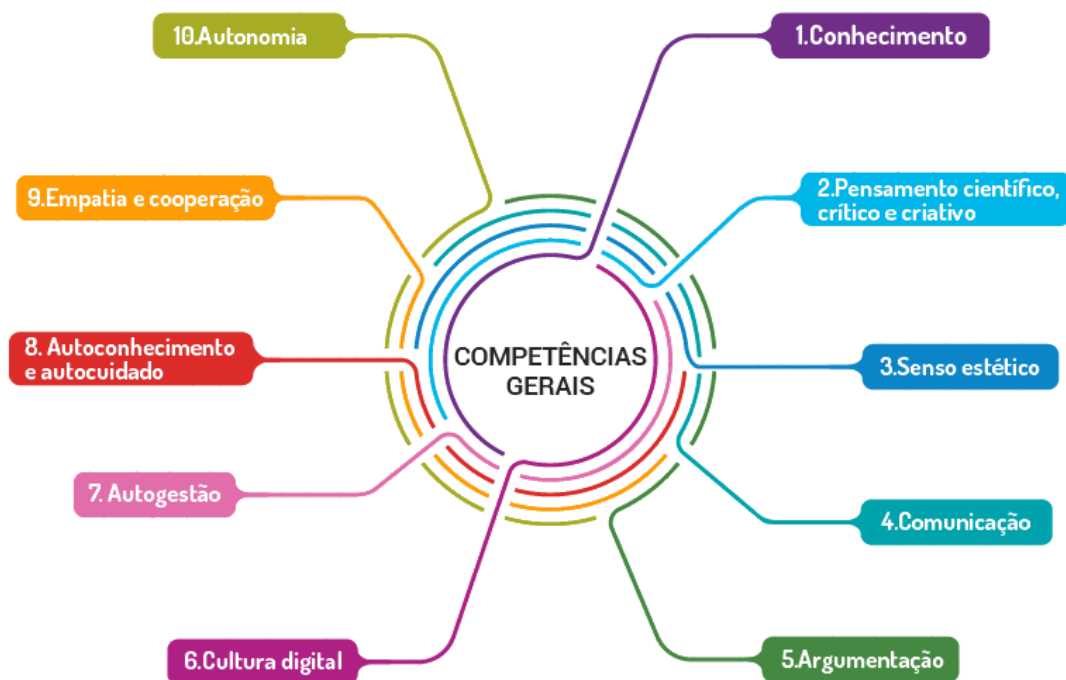 COMPETÊNCIAS
GERAIS
1.Conhecimento
2.Pensamento científico,
crítico e criativo
3.Senso estético
4.Comunicação
5.Argumentação
6.Cultura digital
7. Autogestão
8. Autoconhecimento
e autocuidado
9.Empatia e cooperação
10.Autonomia